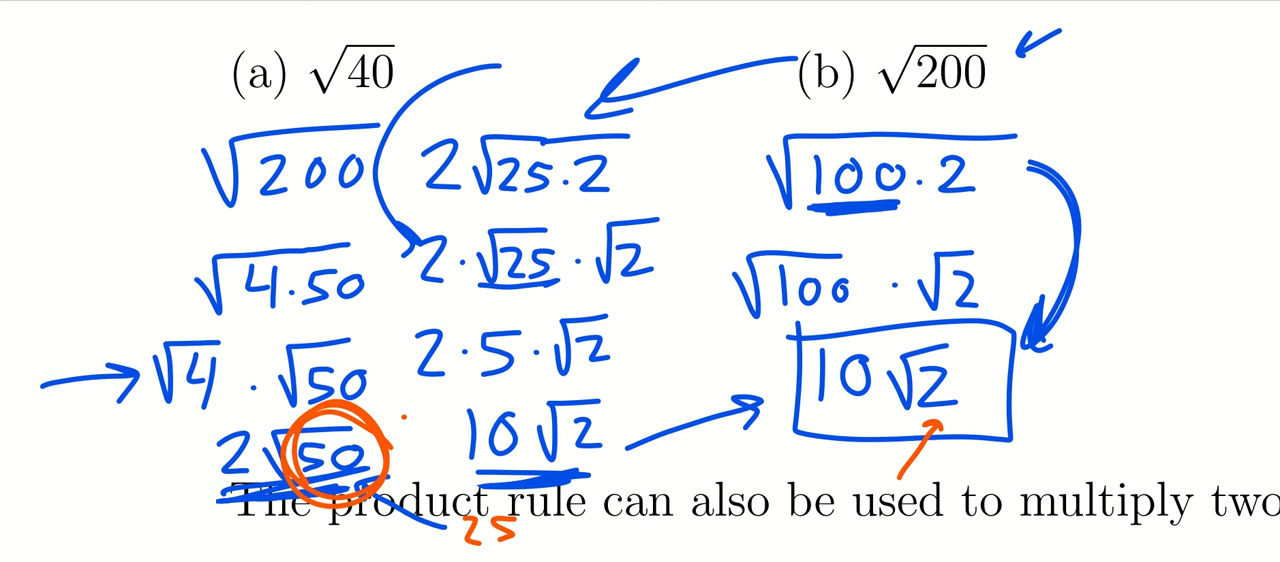 (a) √40
(b) √200
√200
√4·50
√4 · √50
2√50
25
2√25·2
2·√25·√2
2·5·√2
10√2
√100·2
√100 · √2
10√2
The product rule can also be used to multiply two